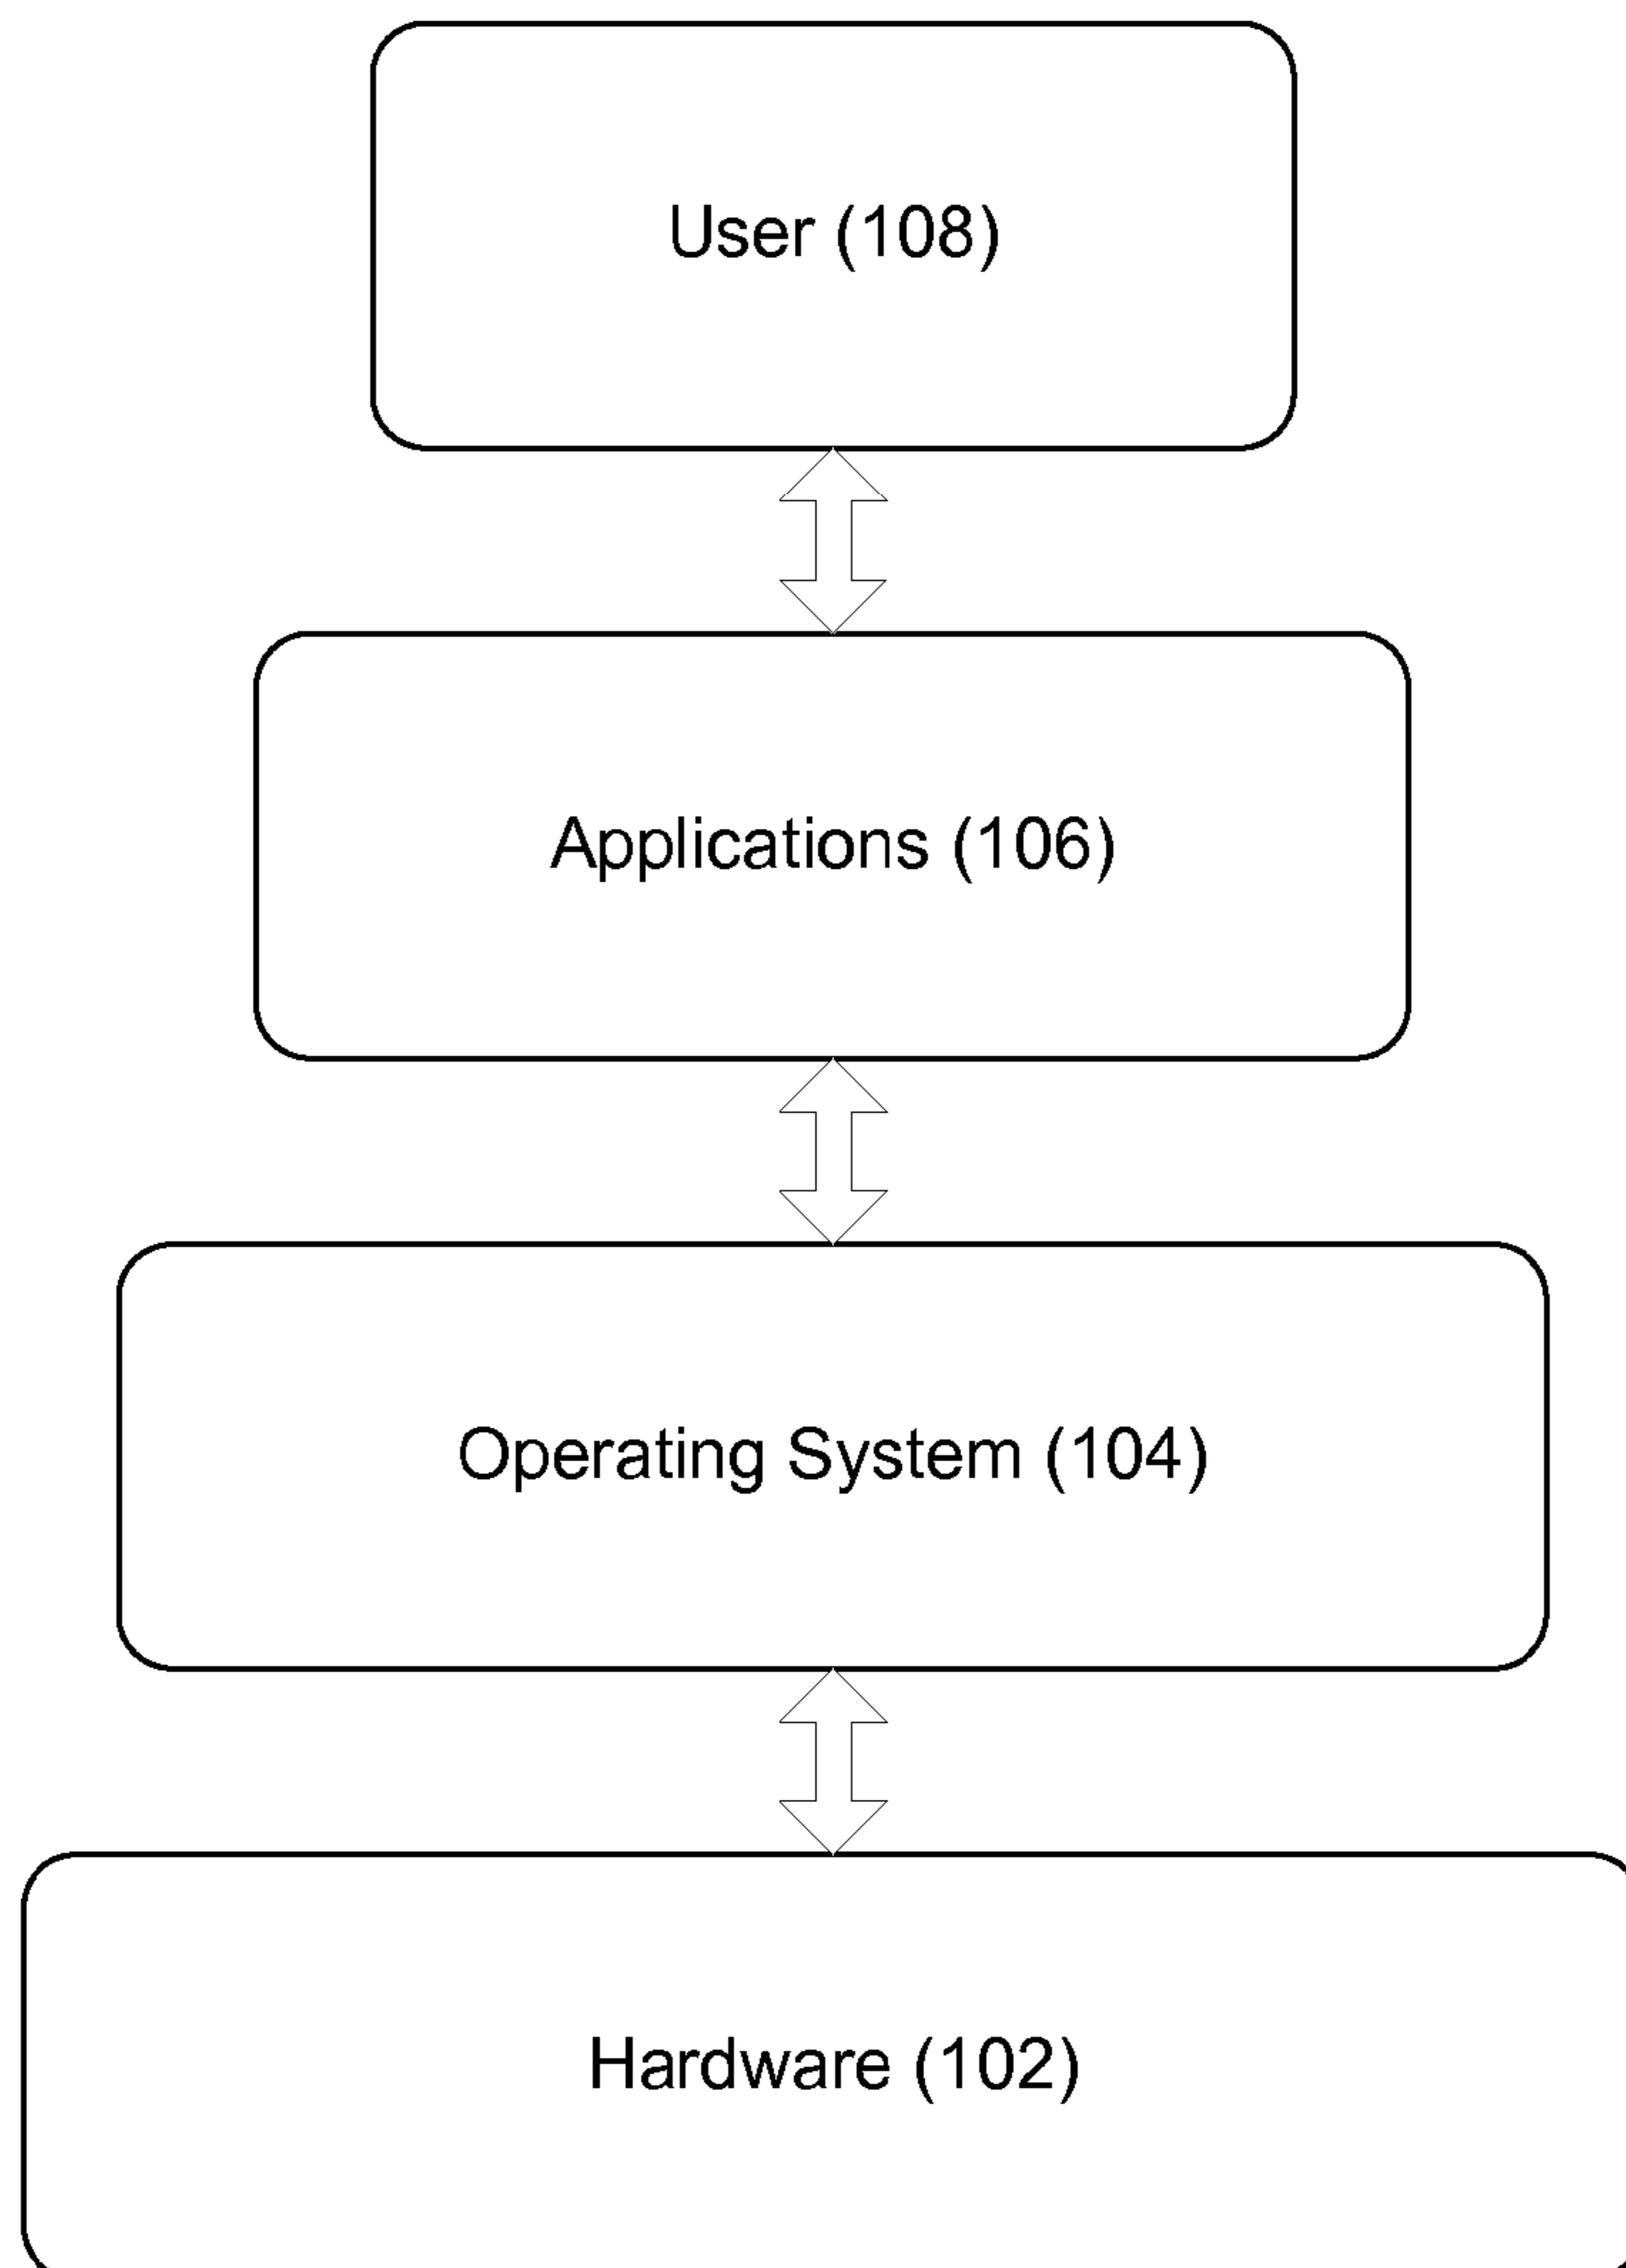 User (108)
Applications (106)
Operating System (104)
Hardware (102)